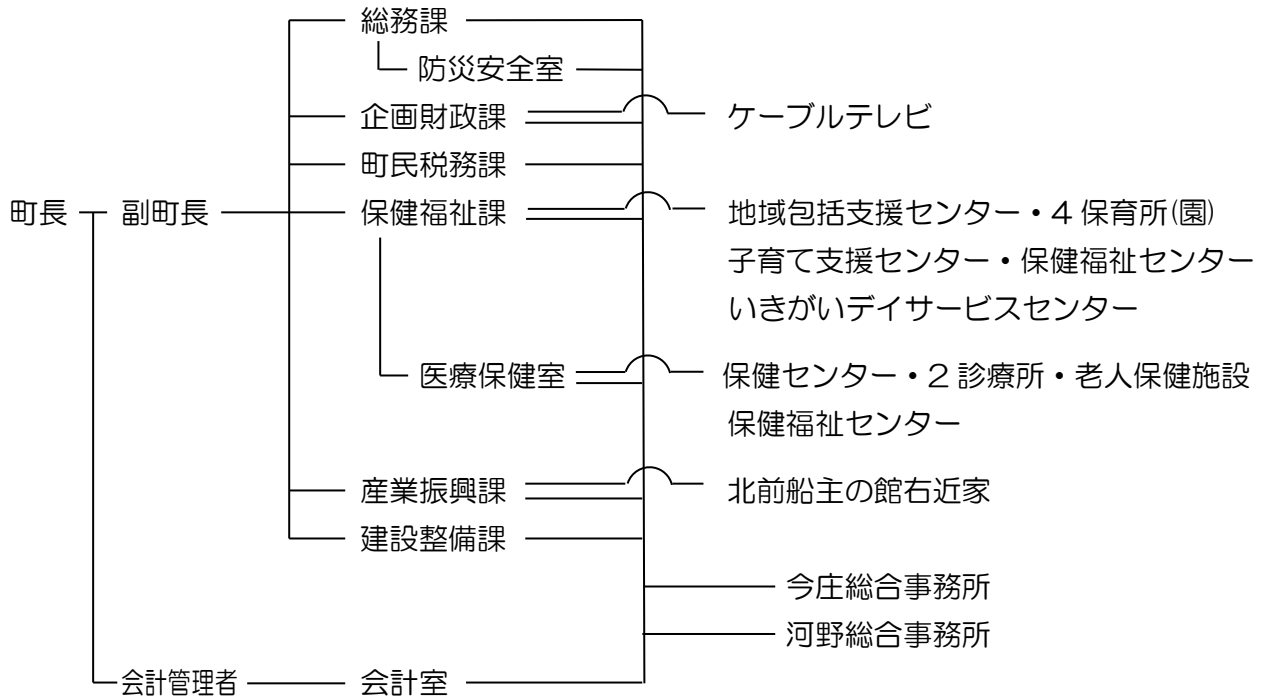 総務課
防災安全室
企画財政課 ケーブルテレビ
町民税務課
町長 副町長 保健福祉課 地域包括支援センター・4保育所(園)
子育て支援センター・保健福祉センター
いきがいデイサービスセンター
医療保健室 保健センター・2診療所・老人保健施設
保健福祉センター
産業振興課 北前船主の館右近家
建設整備課
今庄総合事務所
河野総合事務所
会計管理者 会計室